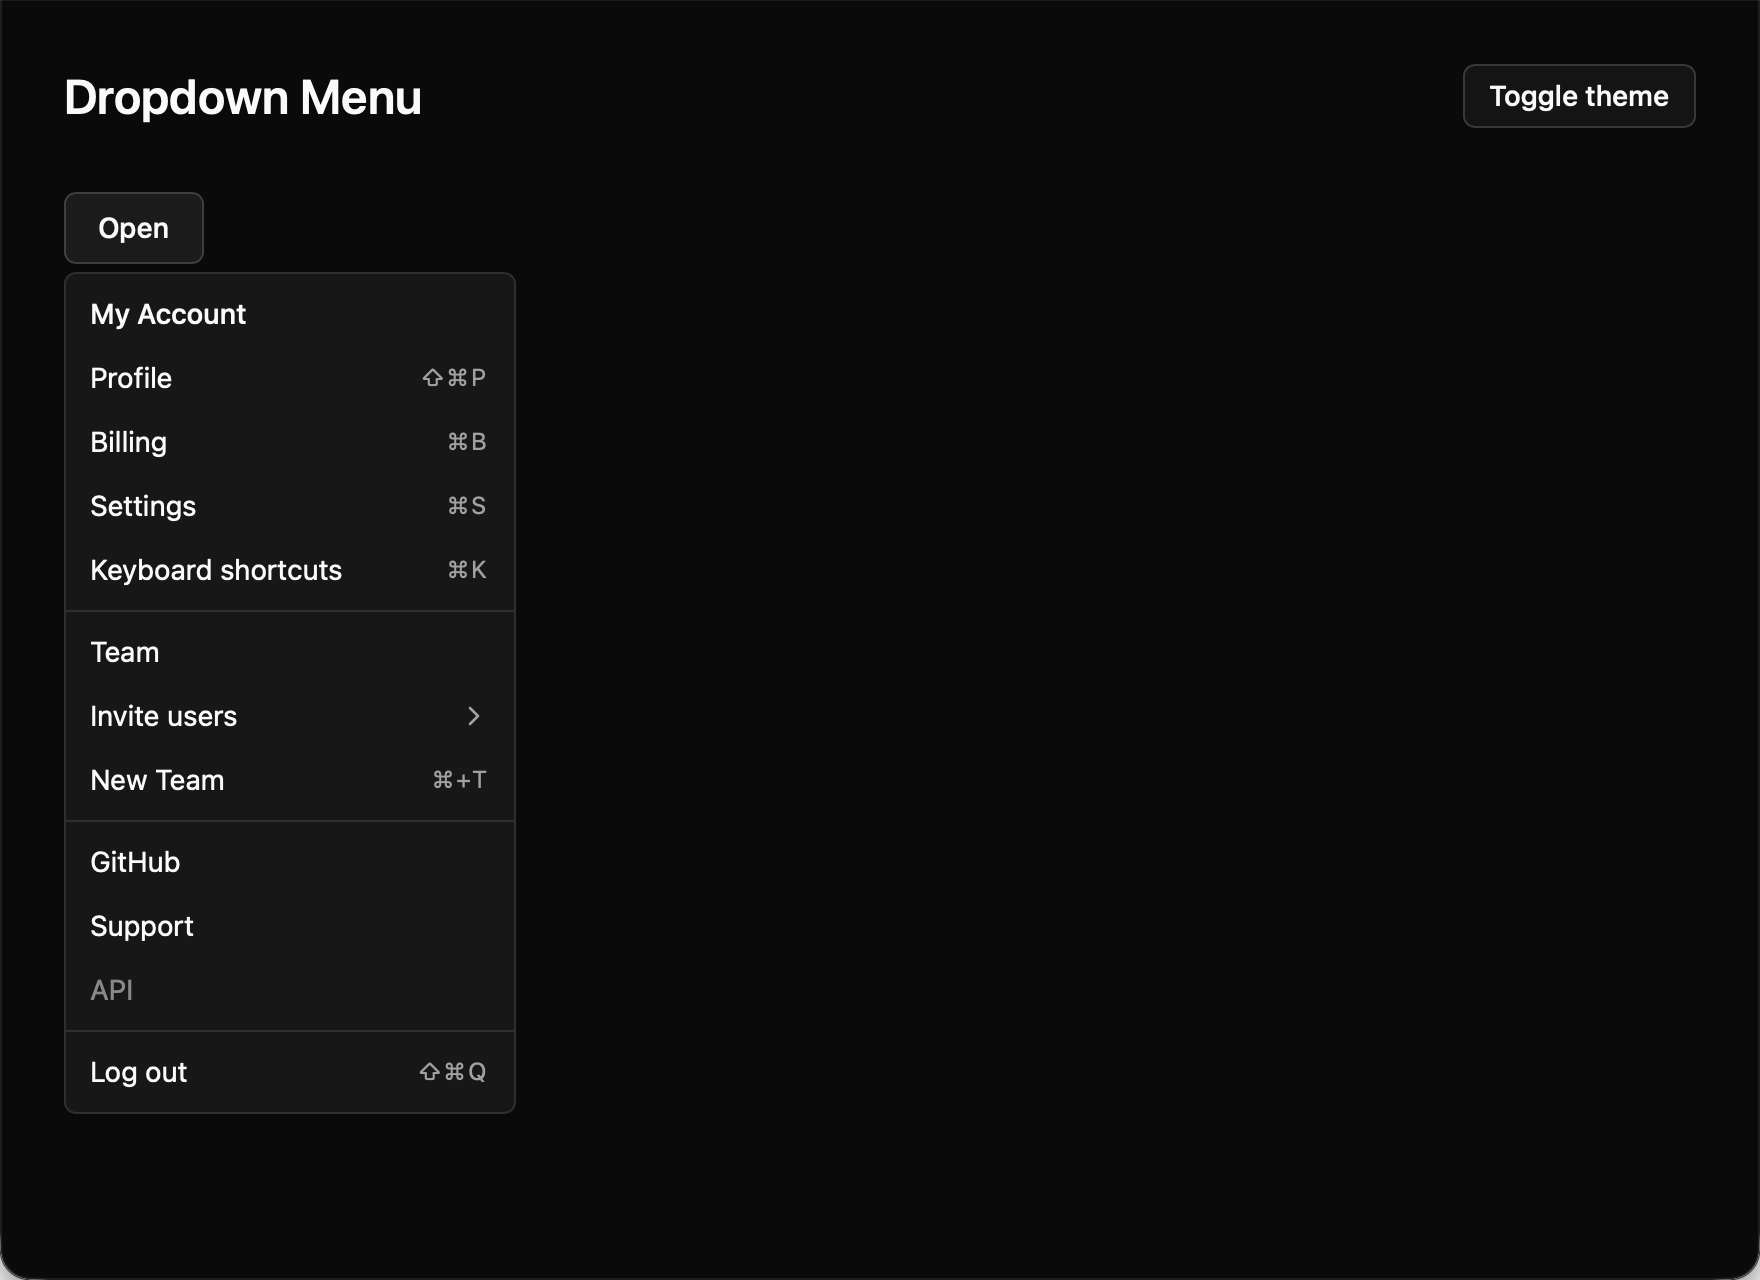 Dropdown Menu
Toggle theme
Open
My Account
Profile ⇧⌘P
Billing ⌘B
Settings ⌘S
Keyboard shortcuts ⌘K
Team
Invite users
New Team ⌘+T
GitHub
Support
API
Log out ⇧⌘Q